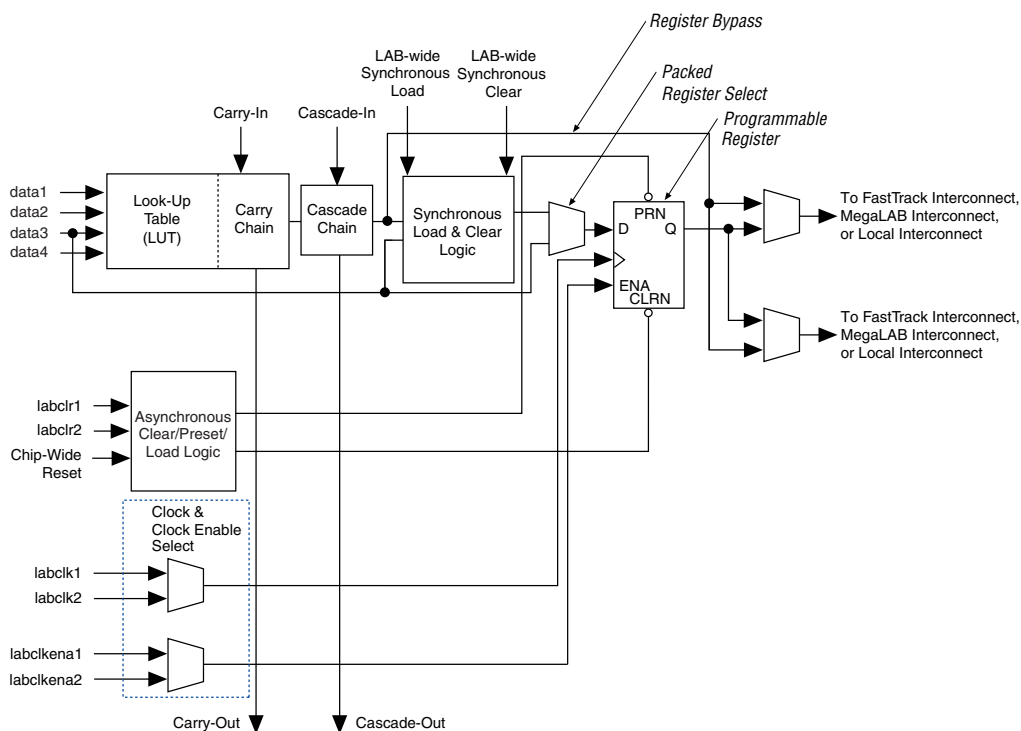 Register Bypass
LAB-wide
Synchronous
Load
LAB-wide
Synchronous
Clear
Packed
Register Select
Carry-In
Cascade-In
Programmable
Register
data1
data2
data3
data4
Look-Up
Table
(LUT)
Carry
Chain
Cascade
Chain
Synchronous
Load & Clear
Logic
PRN
D
Q
ENA
CLRN
To FastTrack Interconnect,
MegaLAB Interconnect,
or Local Interconnect
To FastTrack Interconnect,
MegaLAB Interconnect,
or Local Interconnect
labclr1
labclr2
Chip-Wide
Reset
Asynchronous
Clear/Preset/
Load Logic
Clock &
Clock Enable
Select
labclk1
labclk2
labclkena1
labclkena2
Carry-Out
Cascade-Out